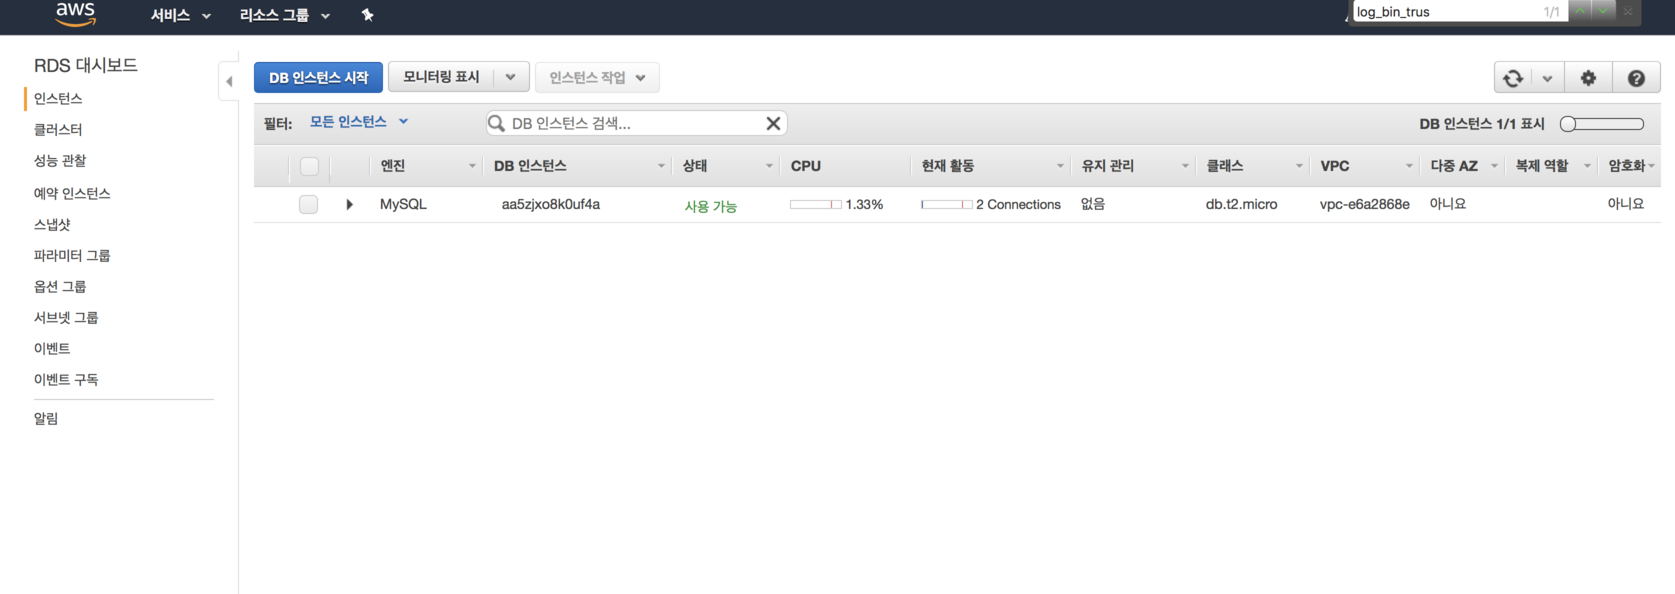 aws 서비스 리소스 그룹 log_bin_trus 1/1
RDS 대시보드
인스턴스
클러스터
성능 관찰
예약 인스턴스
스냅샷
파라미터 그룹
옵션 그룹
서브넷 그룹
이벤트
이벤트 구독
알림
DB 인스턴스 시작 모니터링 표시 인스턴스 작업
필터: 모든 인스턴스 DB 인스턴스 검색... DB 인스턴스 1/1 표시
엔진 DB 인스턴스 상태 CPU 현재 활동 유지 관리 클래스 VPC 다중 AZ 복제 역할 암호화
MySQL aa5zjxo8k0uf4a 사용 가능 1.33% 2 Connections 없음 db.t2.micro vpc-e6a2868e 아니요 아니요